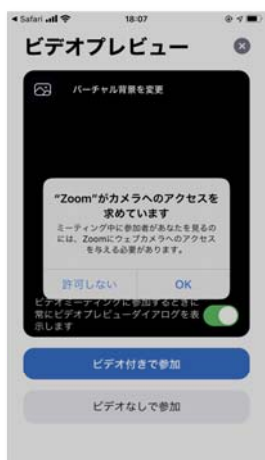 Safari
18:07
ビデオプレビュー
バーチャル背景を変更
“Zoom”がカメラへのアクセスを
求めています
ミーティング中に参加者があなたを見るの
には、Zoomにウェブカメラへのアクセス
を与える必要があります。
許可しない
OK
ビデオミーティングに参加するときに
常にビデオプレビューダイアログを表
示します
ビデオ付きで参加
ビデオなしで参加